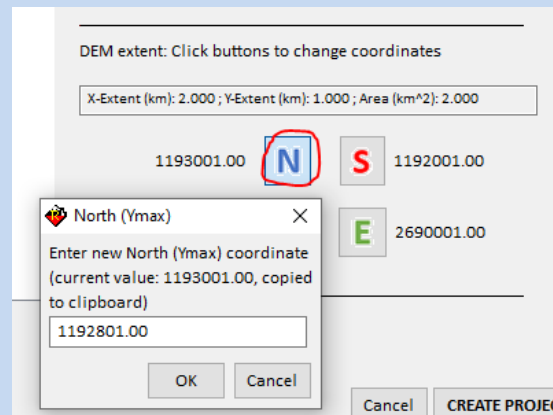 DEM extent: Click buttons to change coordinates
X-Extent (km): 2.000 ; Y-Extent (km): 1.000 ; Area (km^2): 2.000
1193001.00 N S 1192001.00
E 2690001.00
North (Ymax)
Enter new North (Ymax) coordinate
(current value: 1193001.00, copied
to clipboard)
1192801.00
OK Cancel
Cancel CREATE PROJE